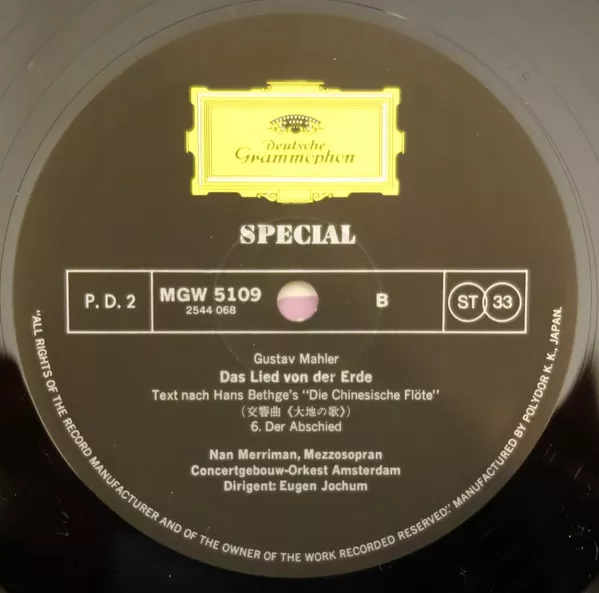 Deutsche
Grammophon
SPECIAL
P. D. 2
MGW 5109
2544 068
B
ST 33
Gustav Mahler
Das Lied von der Erde
Text nach Hans Bethge's "Die Chinesische Flöte"
(交響曲《大地の歌》)
6. Der Abschied
Nan Merriman, Mezzosopran
Concertgebouw-Orkest Amsterdam
Dirigent: Eugen Jochum
"ALL RIGHTS OF THE RECORD MANUFACTURER AND OF THE OWNER OF THE WORK RECORDED RESERVED." MANUFACTURED BY POLYDOR K. K., JAPAN.